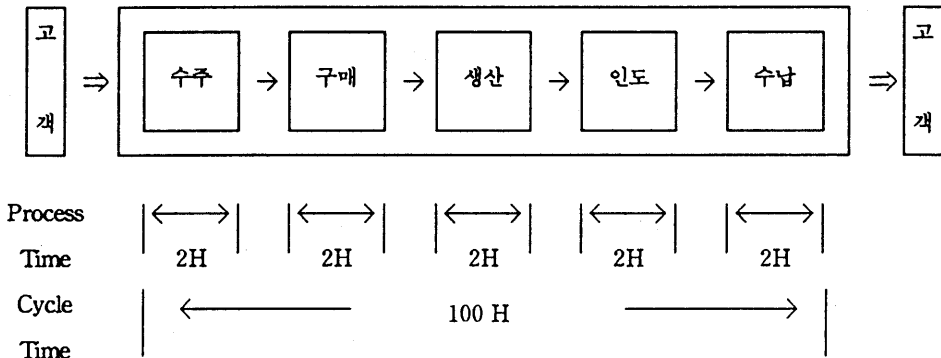 고객 ⇒ 수주 → 구매 → 생산 → 인도 → 수납 ⇒ 고객
Process
Time 2H 2H 2H 2H 2H
Cycle 100 H
Time